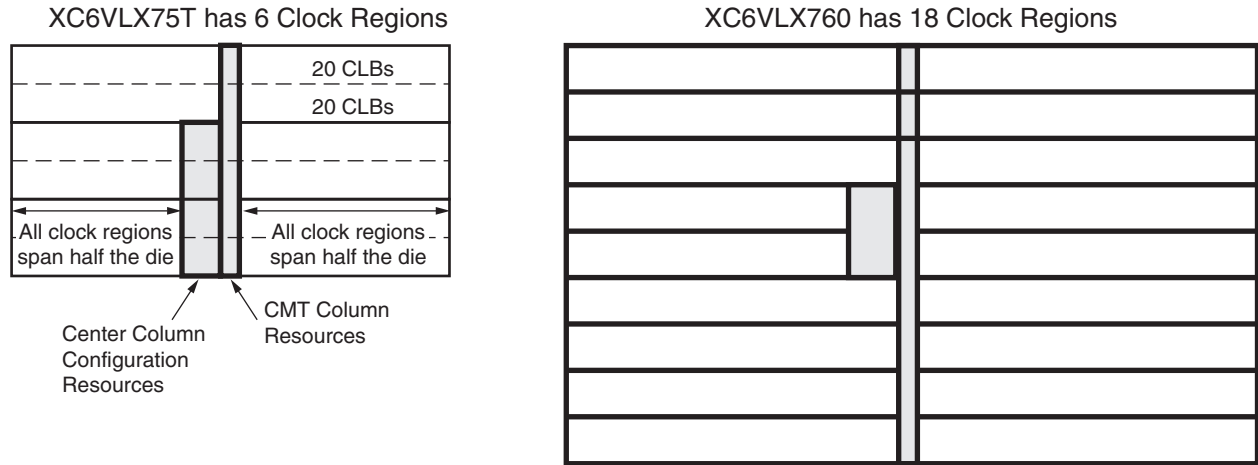 XC6VLX75T has 6 Clock Regions
XC6VLX760 has 18 Clock Regions
20 CLBs
20 CLBs
All clock regions
span half the die
All clock regions
span half the die
Center Column
Configuration
Resources
CMT Column
Resources